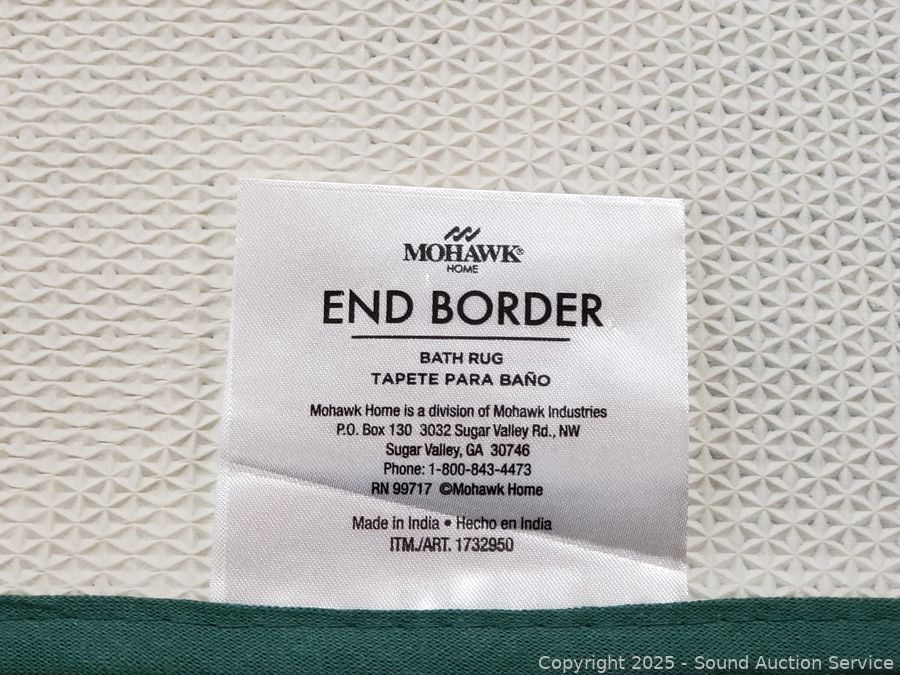 MOHAWK®
HOME
END BORDER
BATH RUG
TAPETE PARA BAÑO
Mohawk Home is a division of Mohawk Industries
P.O. Box 130 3032 Sugar Valley Rd., NW
Sugar Valley, GA 30746
Phone: 1-800-843-4473
RN 99717 ©Mohawk Home
Made in India • Hecho en India
ITM./ART. 1732950
Copyright 2025 - Sound Auction Service